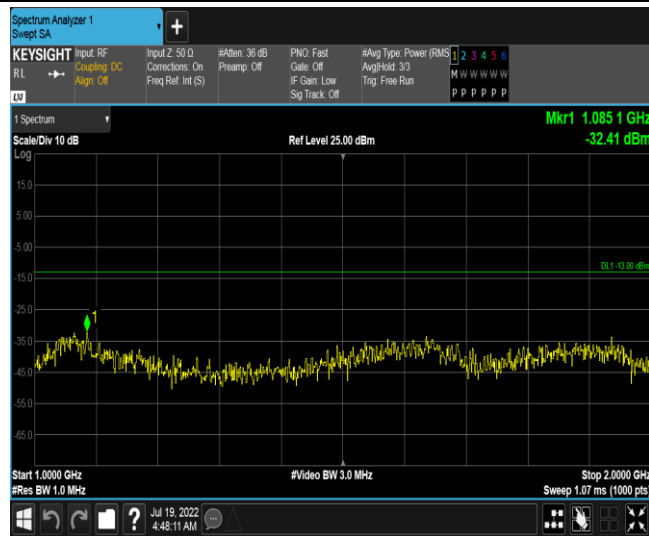 Spectrum Analyzer 1
Swept SA
+
KEYSIGHT
R L
LXI
Input: RF
Coupling: DC
Align: Off
Input Z: 50 Ω
Corrections: On
Freq Ref: Int (S)
#Atten: 36 dB
Preamp: Off
PNO: Fast
Gate: Off
IF Gain: Low
Sig Track: Off
#Avg Type: Power (RMS
Avg|Hold: 3/3
Trig: Free Run
1 2 3 4 5 6
M W W W W W
P P P P P P
1 Spectrum
Mkr1 1.085 1 GHz
Scale/Div 10 dB
Ref Level 25.00 dBm
-32.41 dBm
Log
15.0
5.00
-5.00
DL1 -13.00 dBm
-15.0
-25.0
1
-35.0
-45.0
-55.0
-65.0
Start 1.0000 GHz
#Video BW 3.0 MHz
Stop 2.0000 GHz
#Res BW 1.0 MHz
Sweep 1.07 ms (1000 pts)
?
Jul 19, 2022
4:48:11 AM